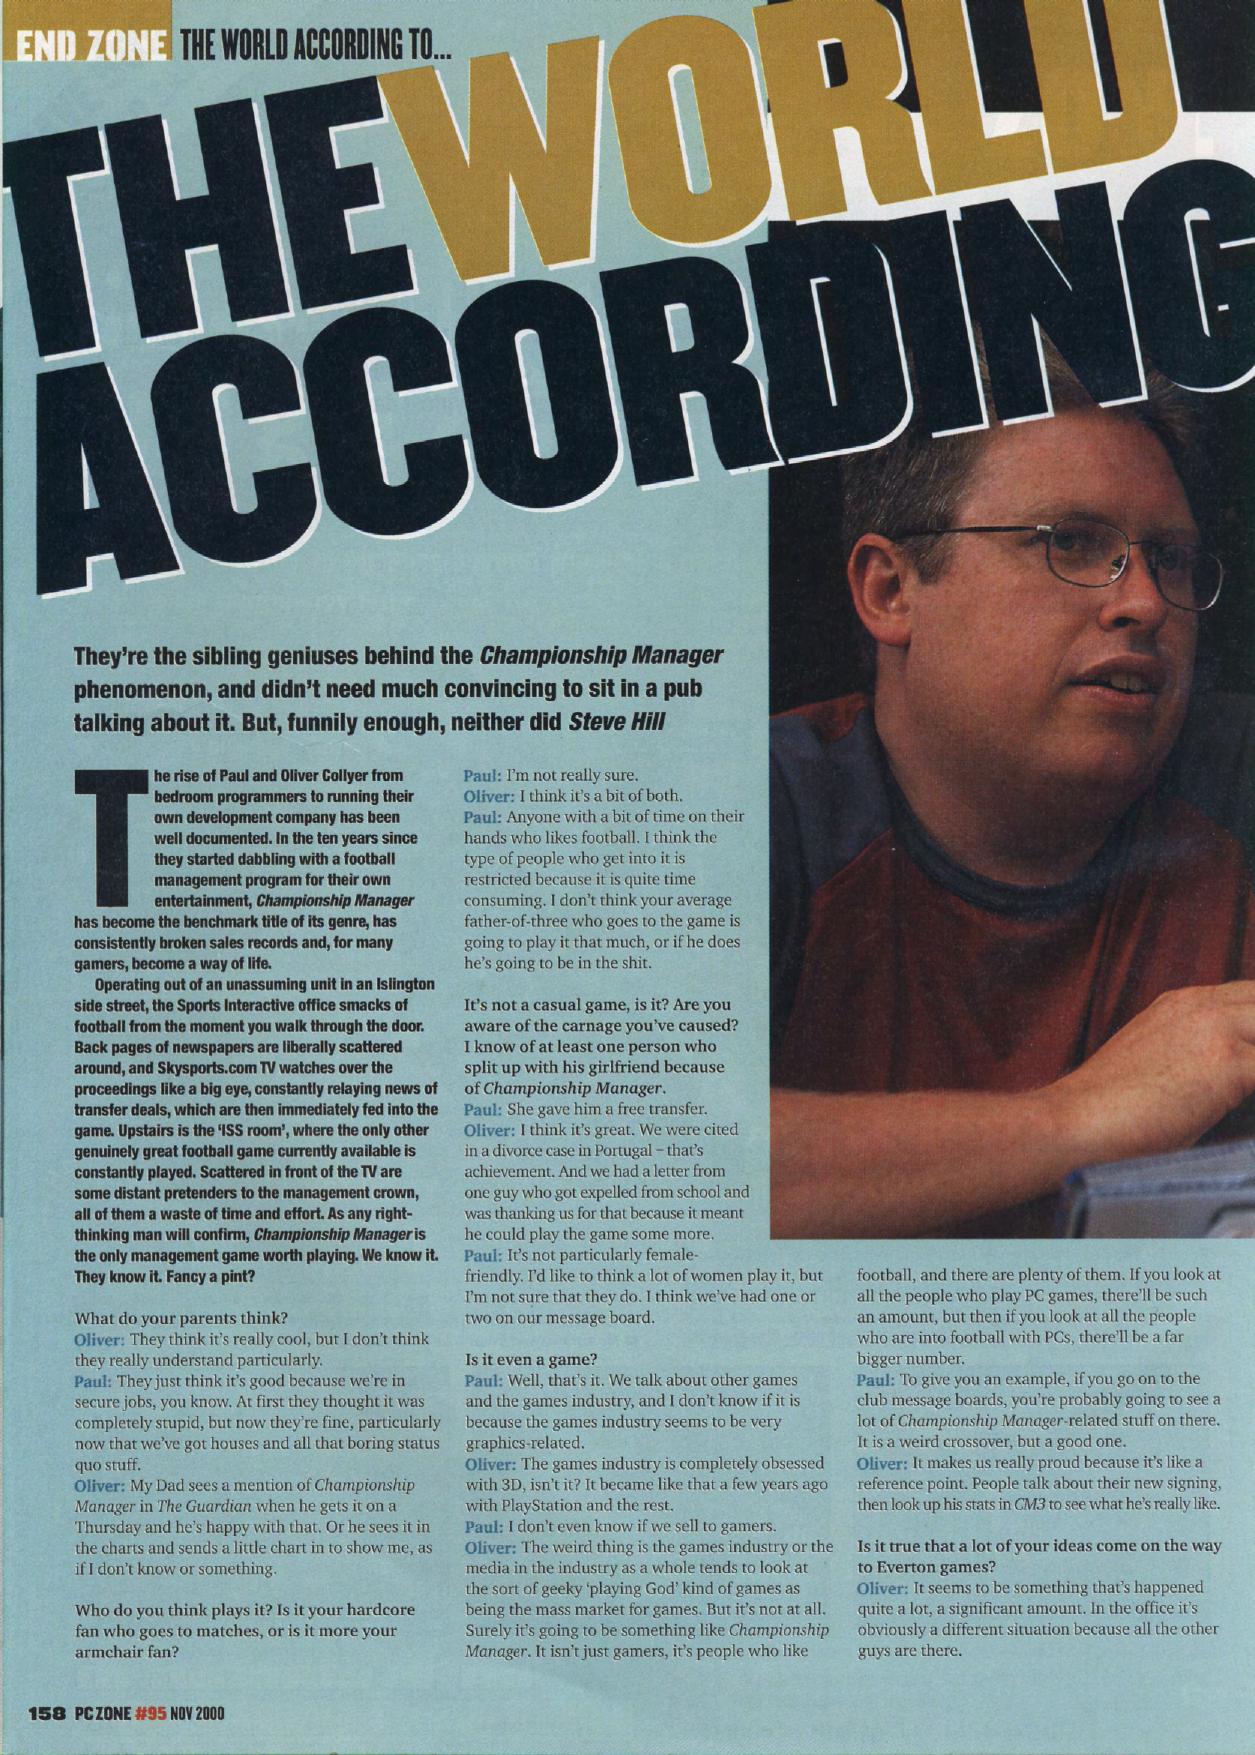 END ZONE THE WORLD ACCORDING TO...
THE WORLD
ACCORDING
They're the sibling geniuses behind the Championship Manager
phenomenon, and didn't need much convincing to sit in a pub
talking about it. But, funnily enough, neither did Steve Hill
The rise of Paul and Oliver Collyer from
bedroom programmers to running their
own development company has been
well documented. In the ten years since
they started dabbling with a football
management program for their own
entertainment, Championship Manager
has become the benchmark title of its genre, has
consistently broken sales records and, for many
gamers, become a way of life.
Operating out of an unassuming unit in an Islington
side street, the Sports Interactive office smacks of
football from the moment you walk through the door.
Back pages of newspapers are liberally scattered
around, and Skysports.com TV watches over the
proceedings like a big eye, constantly relaying news of
transfer deals, which are then immediately fed into the
game. Upstairs is the 'ISS room', where the only other
genuinely great football game currently available is
constantly played. Scattered in front of the TV are
some distant pretenders to the management crown,
all of them a waste of time and effort. As any right-
thinking man will confirm, Championship Manager is
the only management game worth playing. We know it.
They know it. Fancy a pint?
What do your parents think?
Oliver: They think it's really cool, but I don't think
they really understand particularly.
Paul: They just think it's good because we're in
secure jobs, you know. At first they thought it was
completely stupid, but now they're fine, particularly
now that we've got houses and all that boring status
quo stuff.
Oliver: My Dad sees a mention of Championship
Manager in The Guardian when he gets it on a
Thursday and he's happy with that. Or he sees it in
the charts and sends a little chart in to show me, as
if I don't know or something.
Who do you think plays it? Is it your hardcore
fan who goes to matches, or is it more your
armchair fan?
Paul: I'm not really sure.
Oliver: I think it's a bit of both.
Paul: Anyone with a bit of time on their
hands who likes football. I think the
type of people who get into it is
restricted because it is quite time
consuming. I don't think your average
father-of-three who goes to the game is
going to play it that much, or if he does
he's going to be in the shit.
It's not a casual game, is it? Are you
aware of the carnage you've caused?
I know of at least one person who
split up with his girlfriend because
of Championship Manager.
Paul: She gave him a free transfer.
Oliver: I think it's great. We were cited
in a divorce case in Portugal – that's
achievement. And we had a letter from
one guy who got expelled from school and
was thanking us for that because it meant
he could play the game some more.
Paul: It's not particularly female-
friendly. I'd like to think a lot of women play it, but
I'm not sure that they do. I think we've had one or
two on our message board.
Is it even a game?
Paul: Well, that's it. We talk about other games
and the games industry, and I don't know if it is
because the games industry seems to be very
graphics-related.
Oliver: The games industry is completely obsessed
with 3D, isn't it? It became like that a few years ago
with PlayStation and the rest.
Paul: I don't even know if we sell to gamers.
Oliver: The weird thing is the games industry or the
media in the industry as a whole tends to look at
the sort of geeky 'playing God' kind of games as
being the mass market for games. But it's not at all.
Surely it's going to be something like Championship
Manager. It isn't just gamers, it's people who like
football, and there are plenty of them. If you look at
all the people who play PC games, there'll be such
an amount, but then if you look at all the people
who are into football with PCs, there'll be a far
bigger number.
Paul: To give you an example, if you go on to the
club message boards, you're probably going to see a
lot of Championship Manager-related stuff on there.
It is a weird crossover, but a good one.
Oliver: It makes us really proud because it's like a
reference point. People talk about their new signing,
then look up his stats in CM3 to see what he's really like.
Is it true that a lot of your ideas come on the way
to Everton games?
Oliver: It seems to be something that's happened
quite a lot, a significant amount. In the office it's
obviously a different situation because all the other
guys are there.
158 PC ZONE #95 NOV 2000